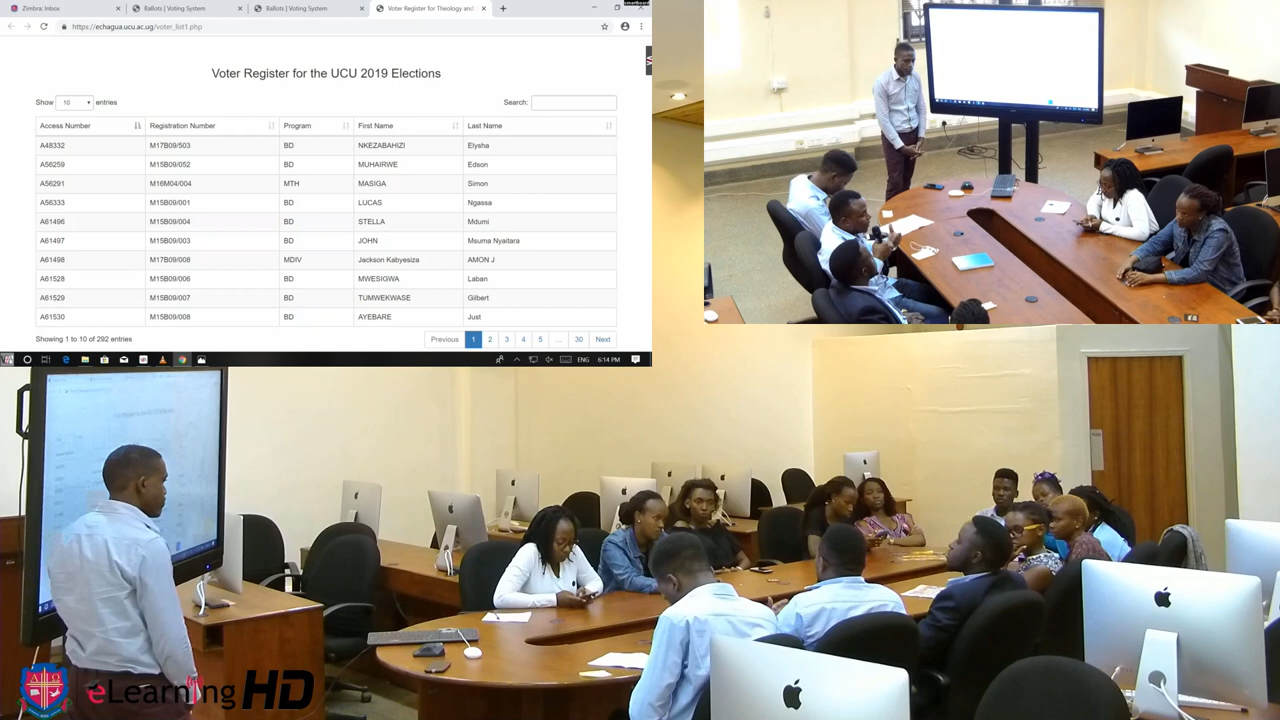 Zimbra: Inbox
Ballots | Voting System
Ballots | Voting System
Voter Register for Theology and
smartboard
https://echagua.ucu.ac.ug/voter_list1.php
Voter Register for the UCU 2019 Elections
Show 10 entries
Search:
Access Number Registration Number Program First Name Last Name
A48332 M17B09/503 BD NKEZABAHIZI Elysha
A56259 M15B09/052 BD MUHAIRWE Edson
A56291 M16M04/004 MTH MASIGA Simon
A56333 M15B09/001 BD LUCAS Ngassa
A61496 M15B09/004 BD STELLA Mdumi
A61497 M15B09/003 BD JOHN Msuma Nyaitara
A61498 M17B09/008 MDIV Jackson Kabyesiza AMON J
A61528 M15B09/006 BD MWESIGWA Laban
A61529 M15B09/007 BD TUMWEKWASE Gilbert
A61530 M15B09/008 BD AYEBARE Just
Showing 1 to 10 of 292 entries
Previous 1 2 3 4 5 … 30 Next
ENG 6:14 PM
eLearning HD